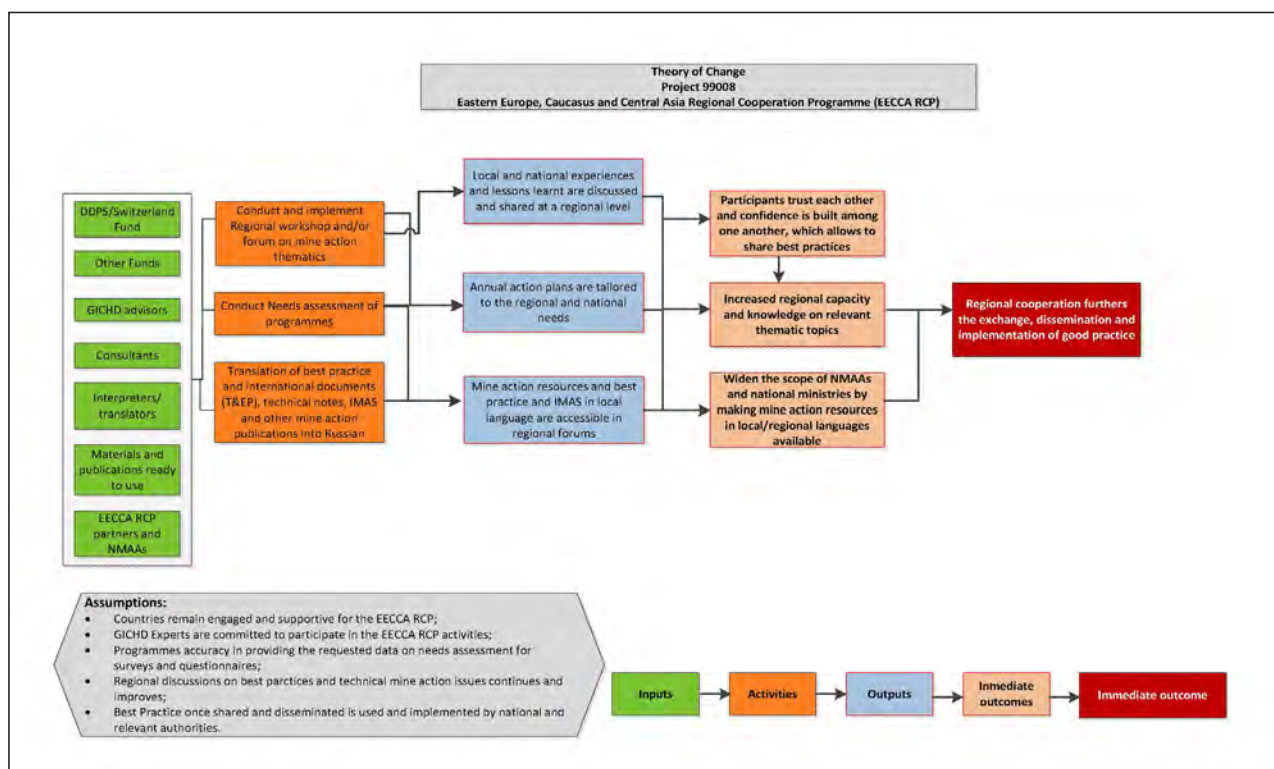 Theory of Change
Project 99008
Eastern Europe, Caucasus and Central Asia Regional Cooperation Programme (EECCA RCP)
DDPS/Switzerland
Fund
Other Funds
GICHD advisors
Consultants
Interpreters/
translators
Materials and
publications ready
to use
EECCA RCP
partners and
NMAAs
Conduct and implement
Regional workshop and/or
forum on mine action
thematics
Conduct Needs assessment of
programmes
Translation of best practice
and international documents
(T&EP), technical notes, IMAS
and other mine action
publications into Russian
Local and national experiences
and lessons learnt are discussed
and shared at a regional level
Annual action plans are tailored
to the regional and national
needs
Mine action resources and best
practice and IMAS in local
language are accessible in
regional forums
Participants trust each other
and confidence is built among
one another, which allows to
share best practices
Increased regional capacity
and knowledge on relevant
thematic topics
Widen the scope of NMAAs
and national ministries by
making mine action resources
in local/regional languages
available
Regional cooperation furthers
the exchange, dissemination and
implementation of good practice
Assumptions:
• Countries remain engaged and supportive for the EECCA RCP;
• GICHD Experts are committed to participate in the EECCA RCP activities;
• Programmes accuracy in providing the requested data on needs assessment for
surveys and questionnaires;
• Regional discussions on best parctices and technical mine action issues continues and
improves;
• Best Practice once shared and disseminated is used and implemented by national and
relevant authorities.
Inputs
Activities
Outputs
Inmediate
outcomes
Immediate outcome